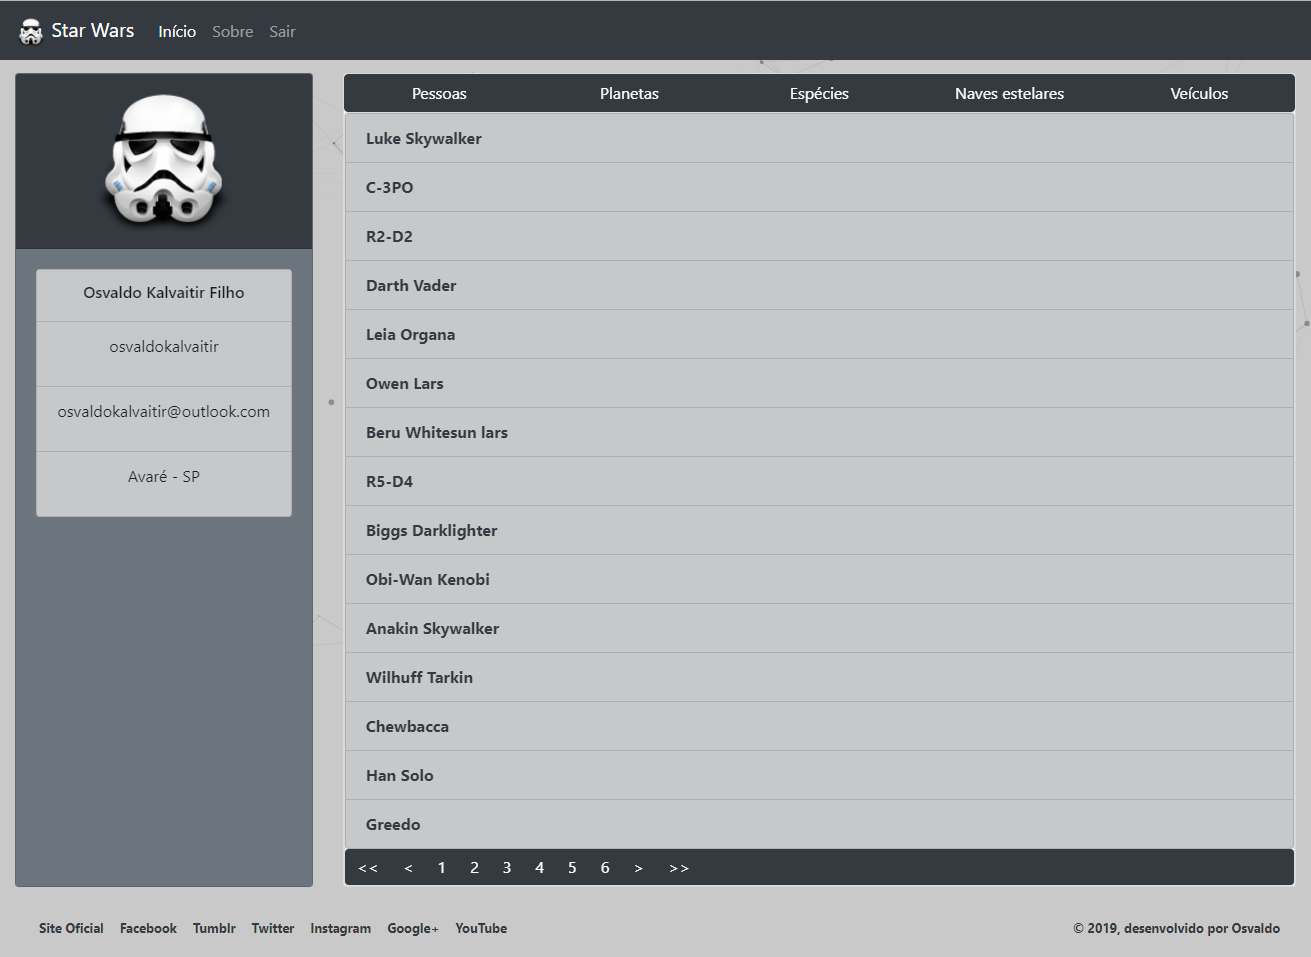 Star Wars Início Sobre Sair
Osvaldo Kalvaitir Filho
osvaldokalvaitir
osvaldokalvaitir@outlook.com
Avaré - SP
Pessoas Planetas Espécies Naves estelares Veículos
Luke Skywalker
C-3PO
R2-D2
Darth Vader
Leia Organa
Owen Lars
Beru Whitesun lars
R5-D4
Biggs Darklighter
Obi-Wan Kenobi
Anakin Skywalker
Wilhuff Tarkin
Chewbacca
Han Solo
Greedo
<< < 1 2 3 4 5 6 > >>
Site Oficial Facebook Tumblr Twitter Instagram Google+ YouTube © 2019, desenvolvido por Osvaldo